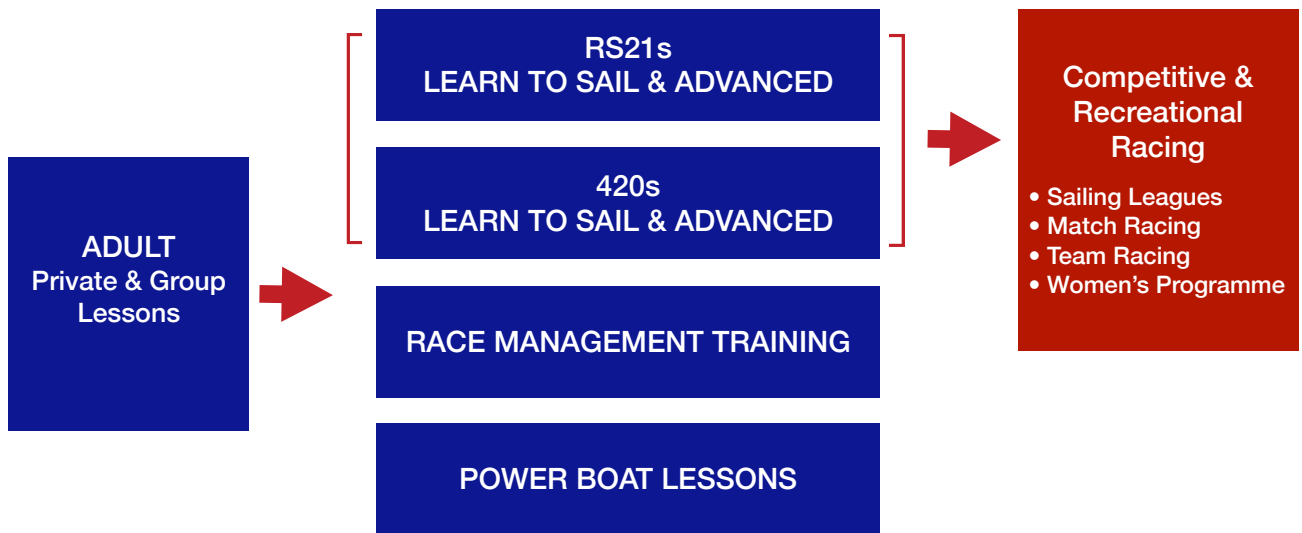 ADULT
Private & Group
Lessons
RS21s
LEARN TO SAIL & ADVANCED
420s
LEARN TO SAIL & ADVANCED
RACE MANAGEMENT TRAINING
POWER BOAT LESSONS
Competitive &
Recreational
Racing
• Sailing Leagues
• Match Racing
• Team Racing
• Women’s Programme